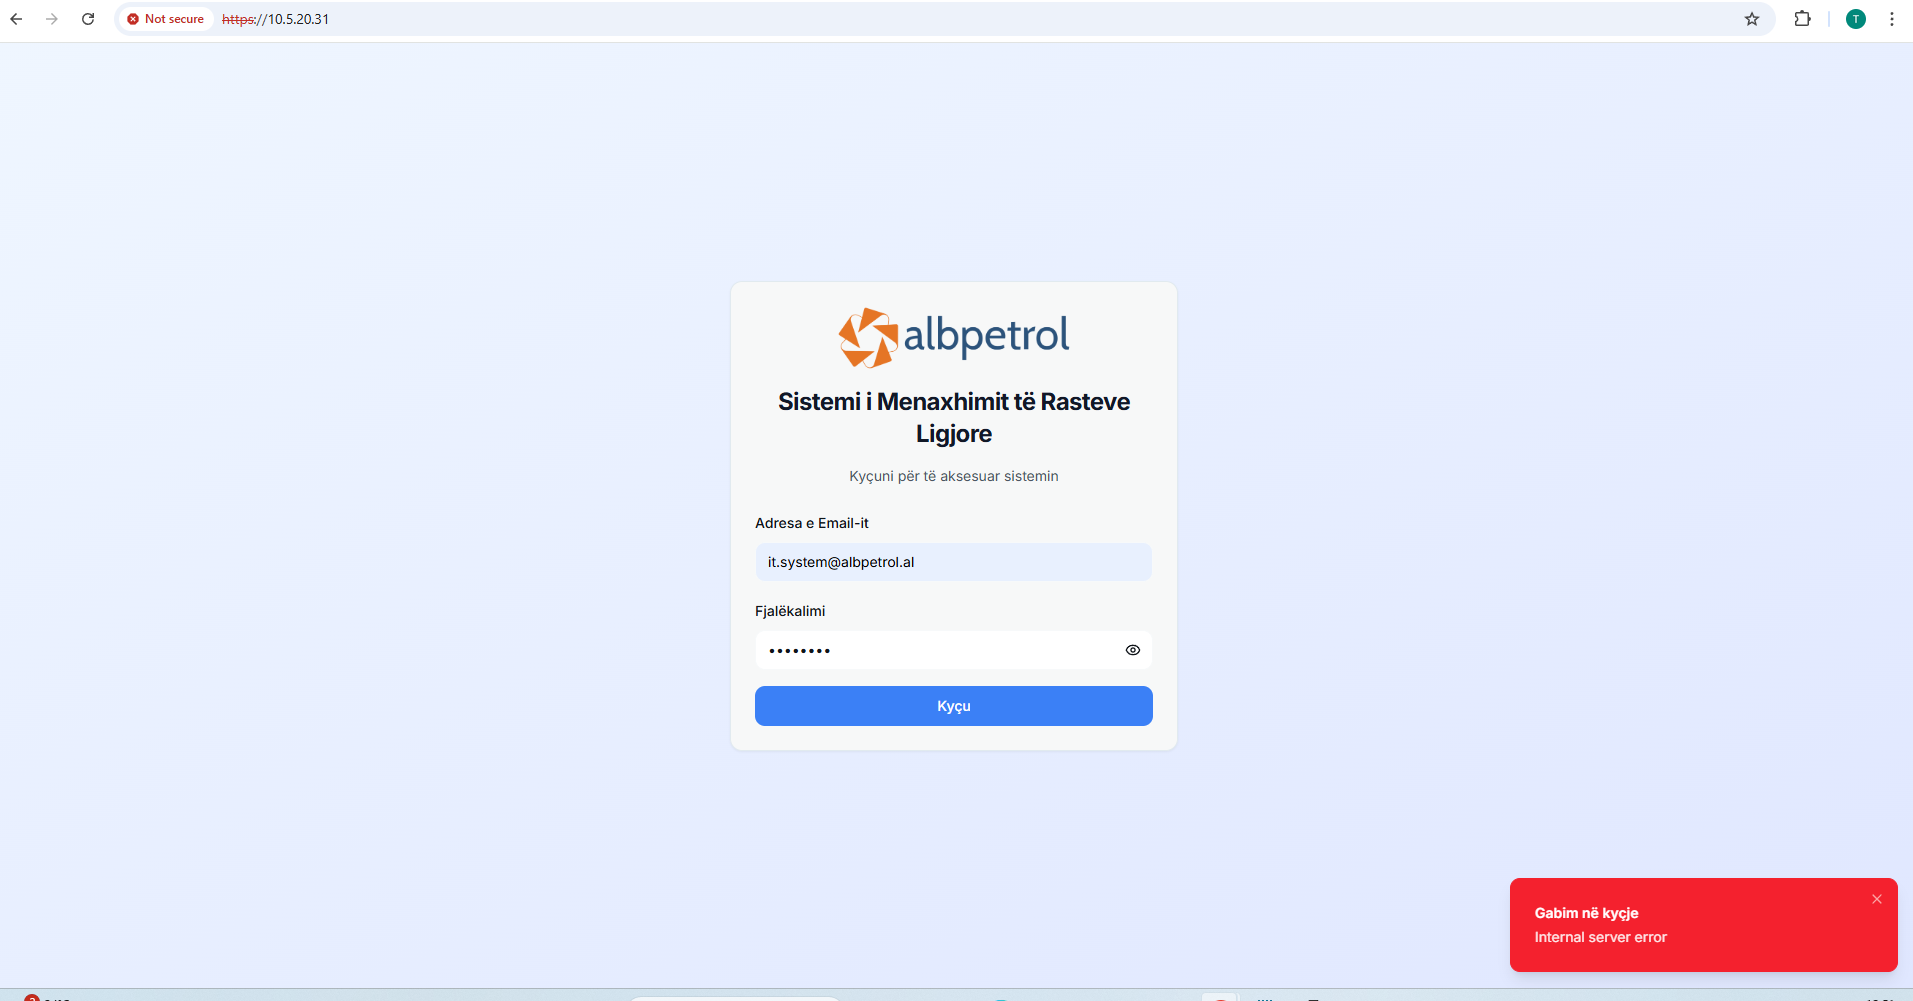 Not secure https://10.5.20.31
T
albpetrol
Sistemi i Menaxhimit të Rasteve
Ligjore
Kyçuni për të aksesuar sistemin
Adresa e Email-it
it.system@albpetrol.al
Fjalëkalimi
••••••••
Kyçu
Gabim në kyçje
Internal server error